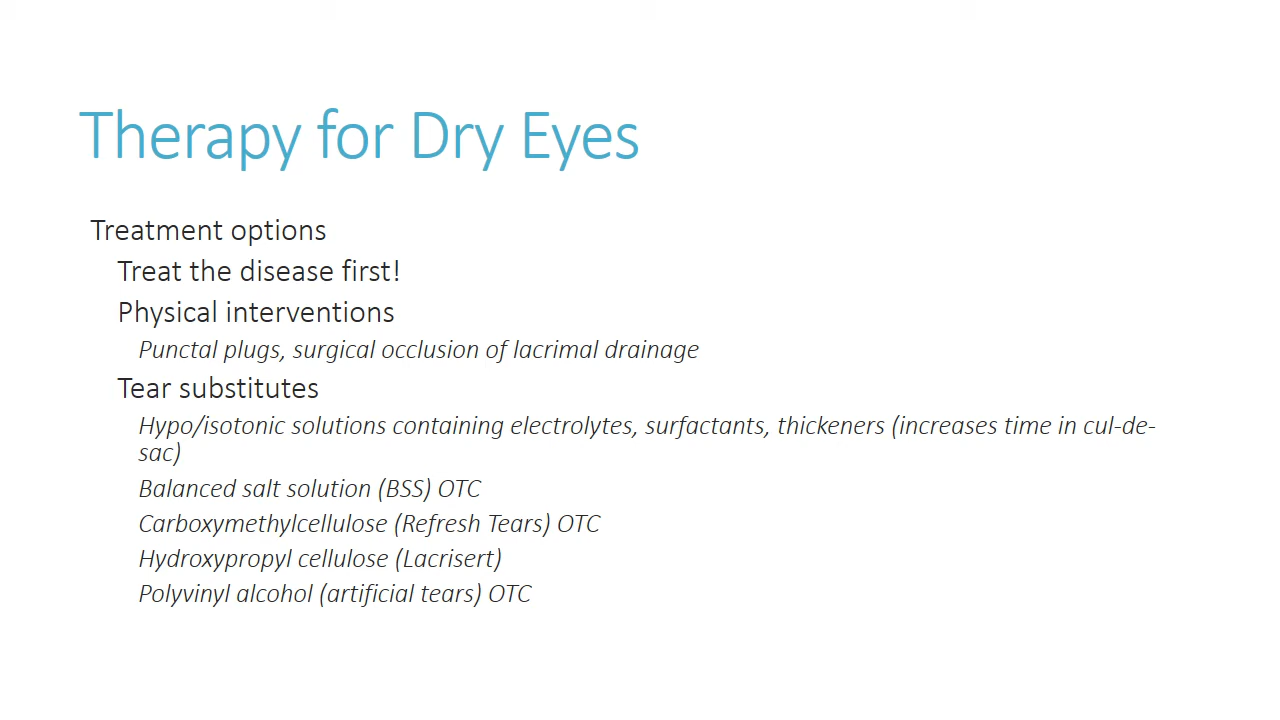 Therapy for Dry Eyes
Treatment options
Treat the disease first!
Physical interventions
Punctal plugs, surgical occlusion of lacrimal drainage
Tear substitutes
Hypo/isotonic solutions containing electrolytes, surfactants, thickeners (increases time in cul-de-
sac)
Balanced salt solution (BSS) OTC
Carboxymethylcellulose (Refresh Tears) OTC
Hydroxypropyl cellulose (Lacrisert)
Polyvinyl alcohol (artificial tears) OTC